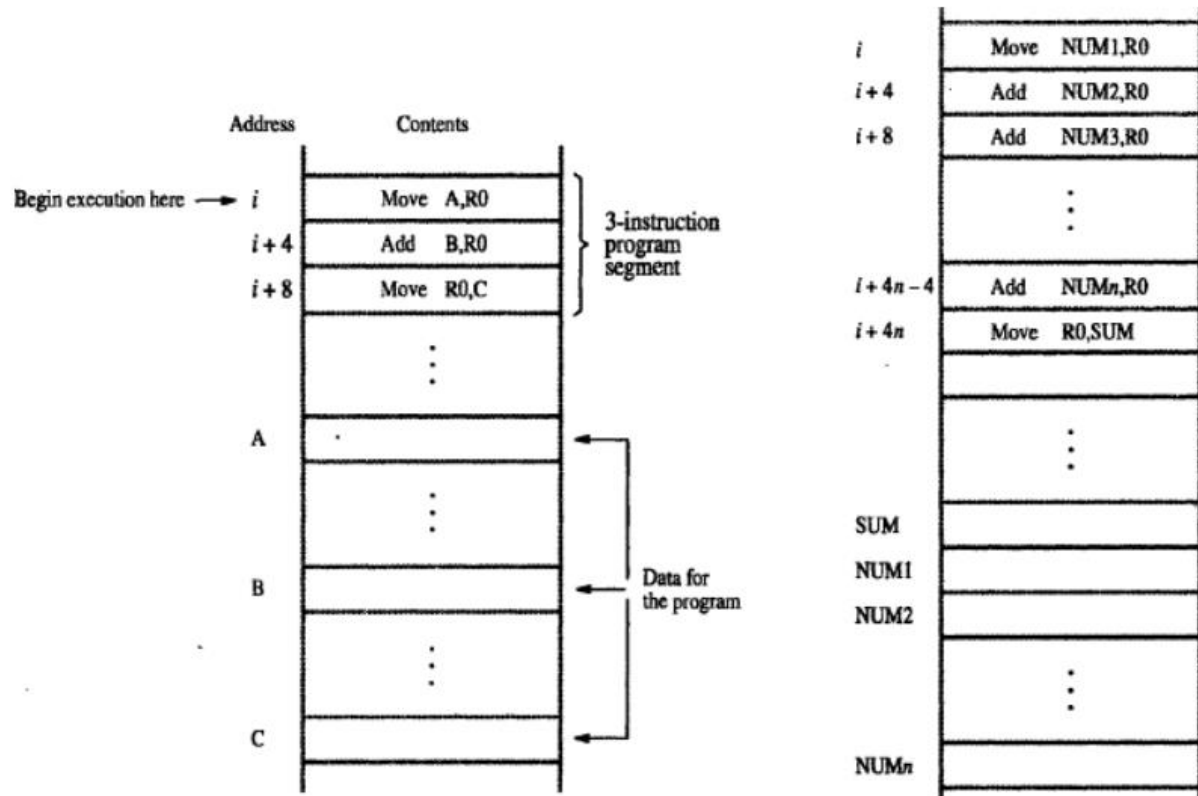 Address Contents
Begin execution here i Move A,R0
i + 4 Add B,R0
i + 8 Move R0,C
3-instruction
program
segment
A
B
C
Data for
the program
i Move NUM1,R0
i + 4 Add NUM2,R0
i + 8 Add NUM3,R0
i + 4n − 4 Add NUMn,R0
i + 4n Move R0,SUM
SUM
NUM1
NUM2
NUMn